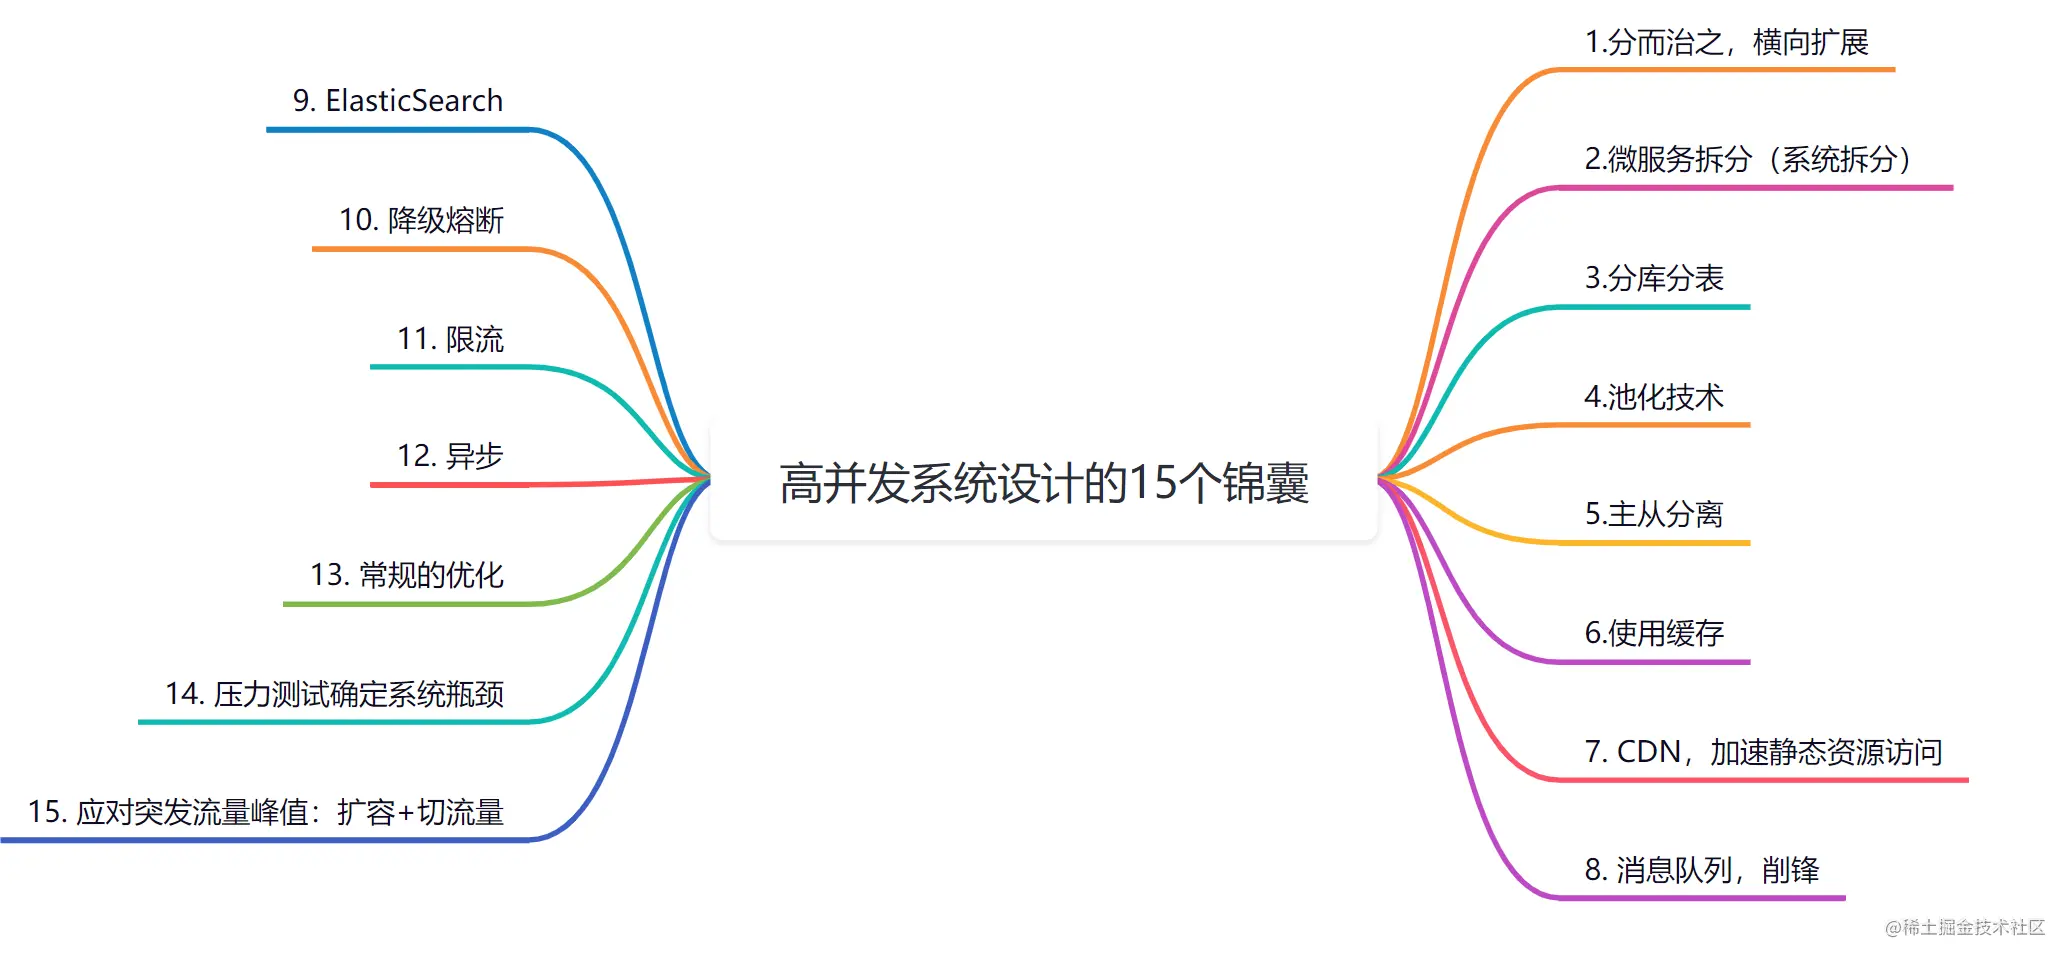 高并发系统设计的15个锦囊
1.分而治之，横向扩展
2.微服务拆分（系统拆分）
3.分库分表
4.池化技术
5.主从分离
6.使用缓存
7. CDN，加速静态资源访问
8. 消息队列，削锋
9. ElasticSearch
10. 降级熔断
11. 限流
12. 异步
13. 常规的优化
14. 压力测试确定系统瓶颈
15. 应对突发流量峰值：扩容+切流量
@稀土掘金技术社区